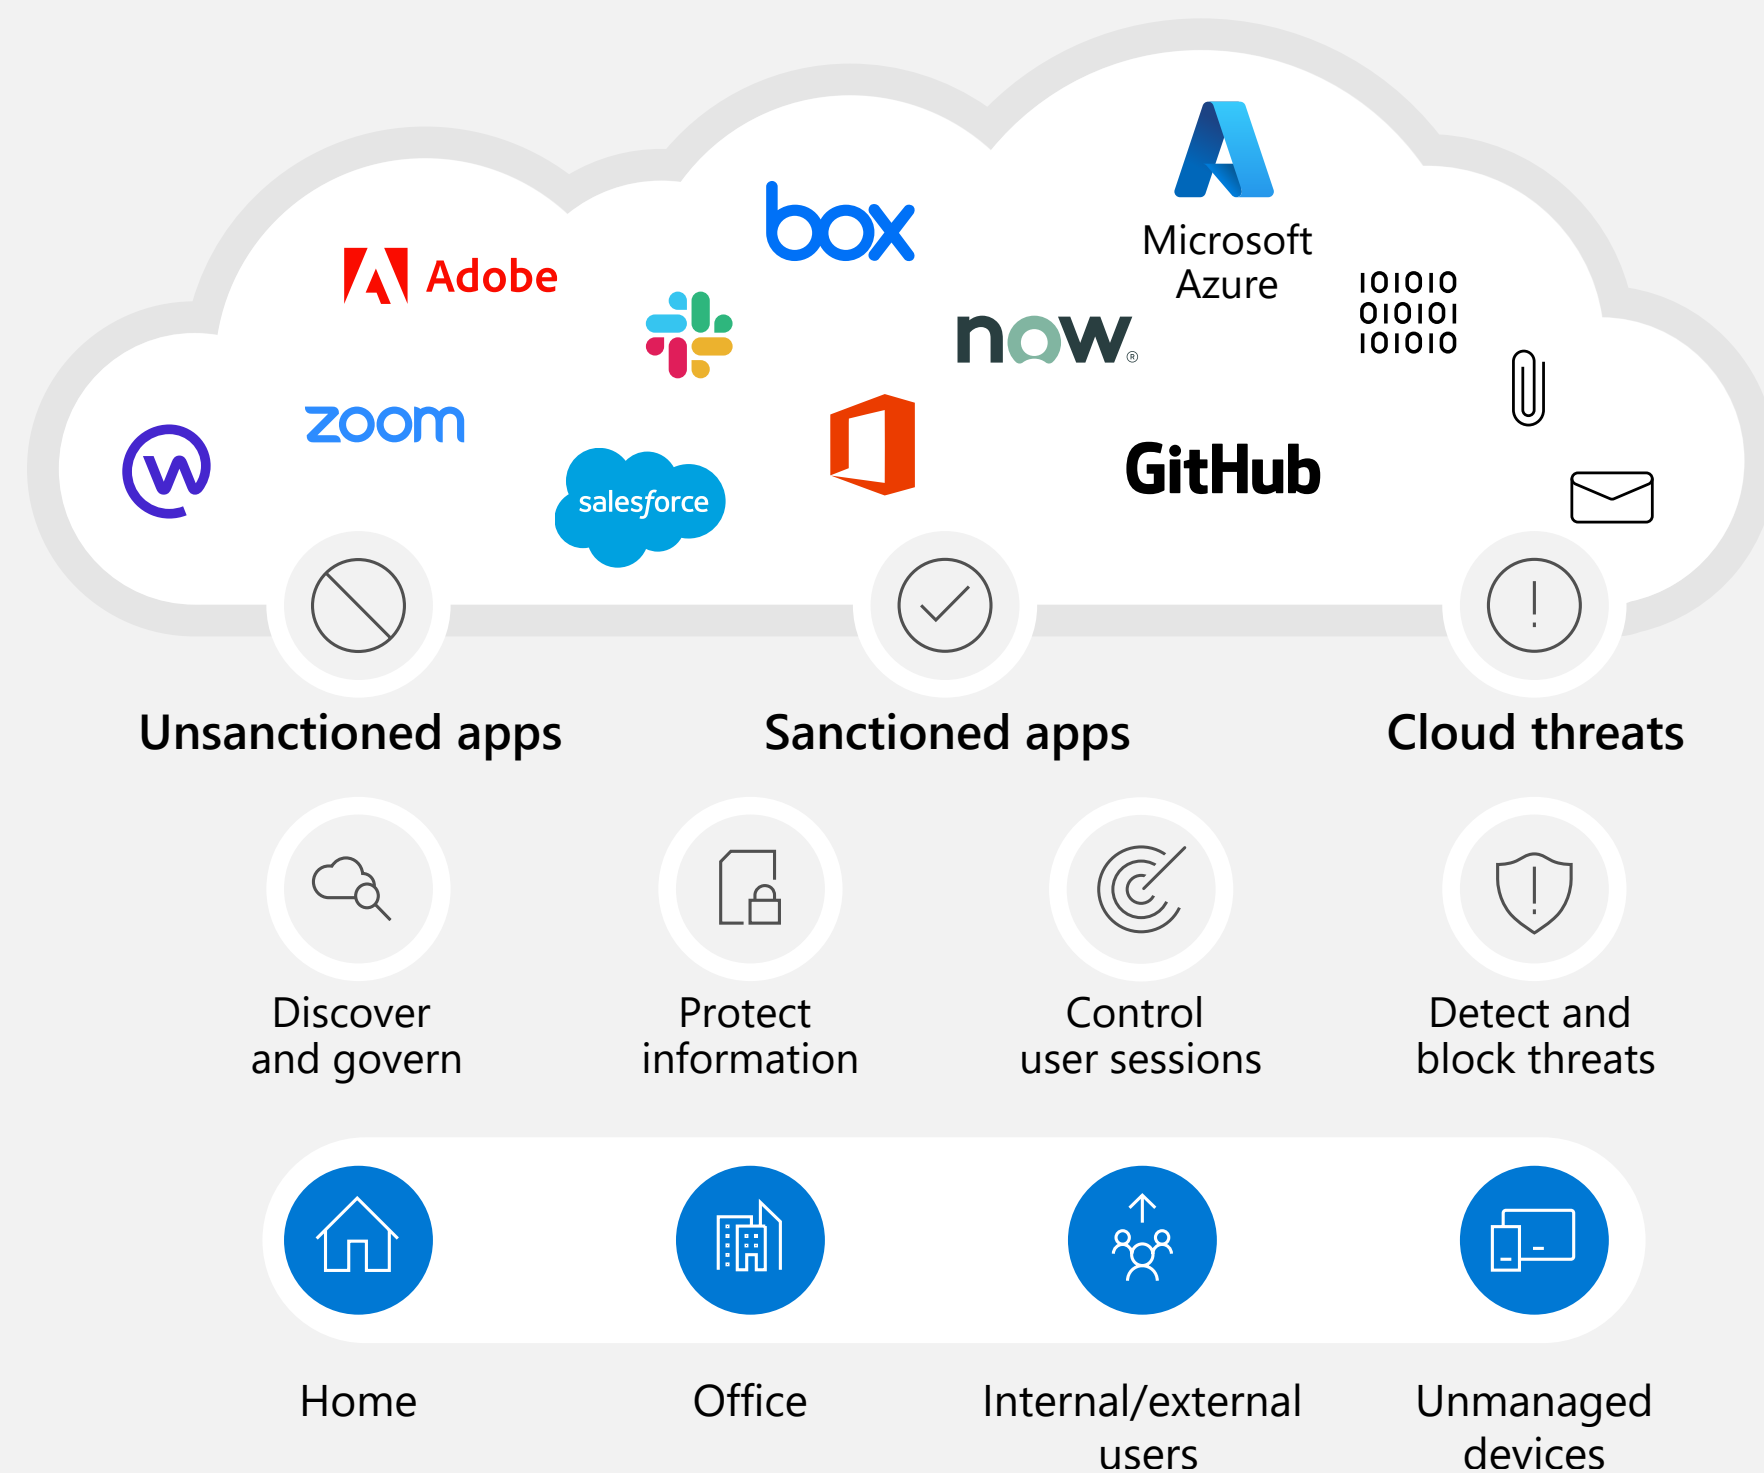 box
Microsoft
Azure
Adobe
101010
010101
101010
now®
zoom
W
salesforce
GitHub
Unsanctioned apps
Sanctioned apps
Cloud threats
Discover
and govern
Protect
information
Control
user sessions
Detect and
block threats
Home
Office
Internal/external
users
Unmanaged
devices